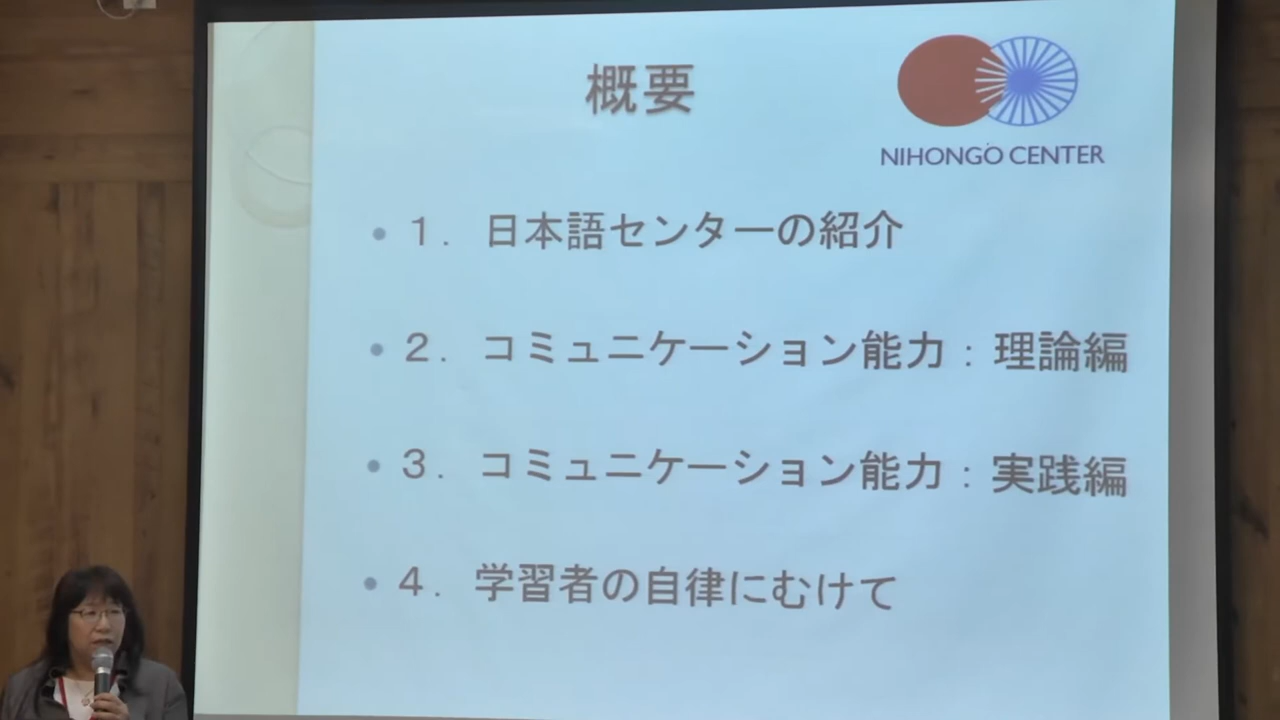 概要
NIHONGO CENTER
• 1. 日本語センターの紹介
• 2. コミュニケーション能力:理論編
• 3. コミュニケーション能力:実践編
• 4. 学習者の自律にむけて